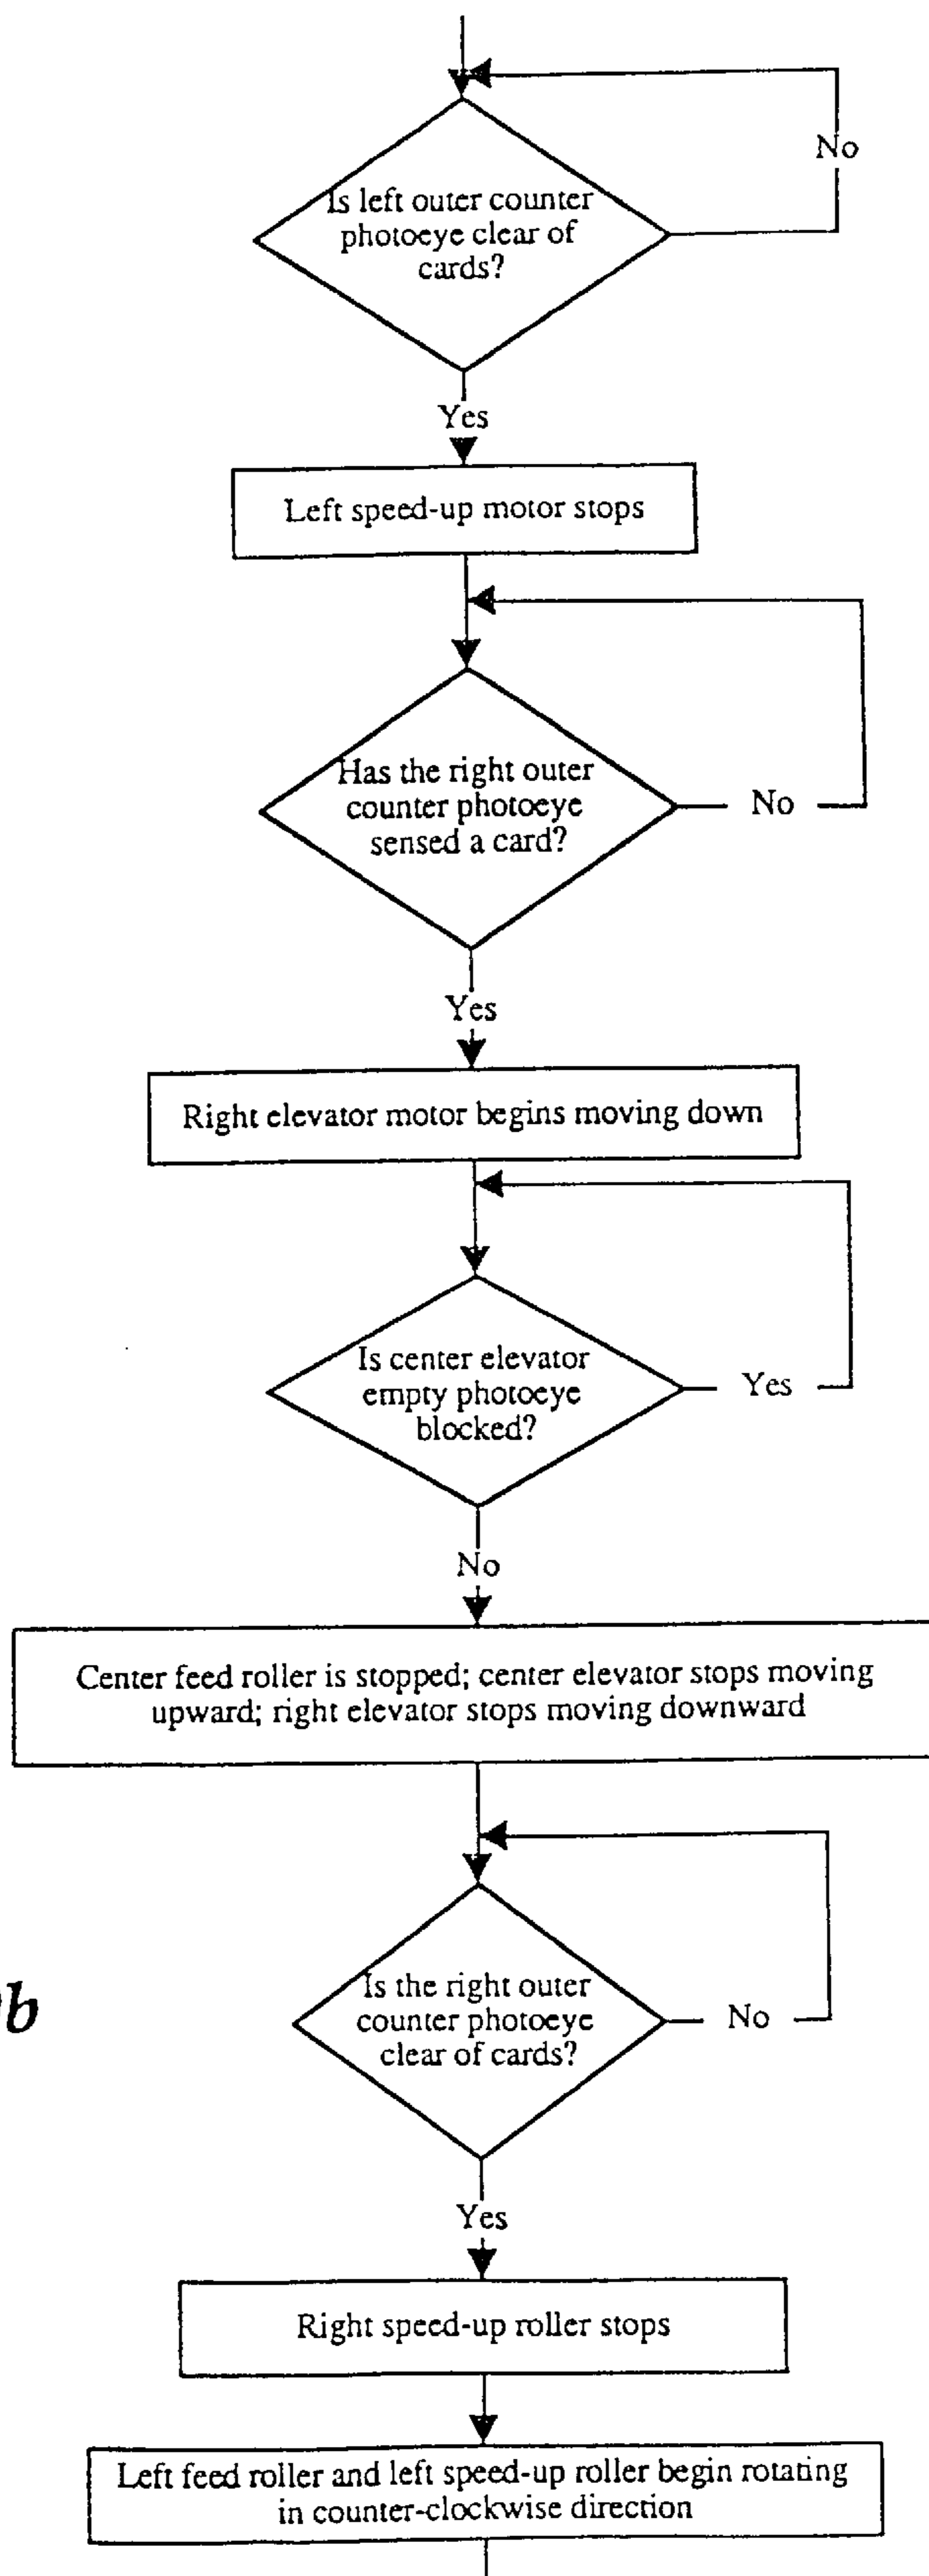 No
Is left outer counter
photoeye clear of
cards?
Yes
Left speed-up motor stops
Has the right outer
counter photoeye
sensed a card?
No
Yes
Right elevator motor begins moving down
Is center elevator
empty photoeye
blocked?
Yes
No
Center feed roller is stopped; center elevator stops moving
upward; right elevator stops moving downward
Is the right outer
counter photoeye
clear of cards?
No
b
Yes
Right speed-up roller stops
Left feed roller and left speed-up roller begin rotating
in counter-clockwise direction